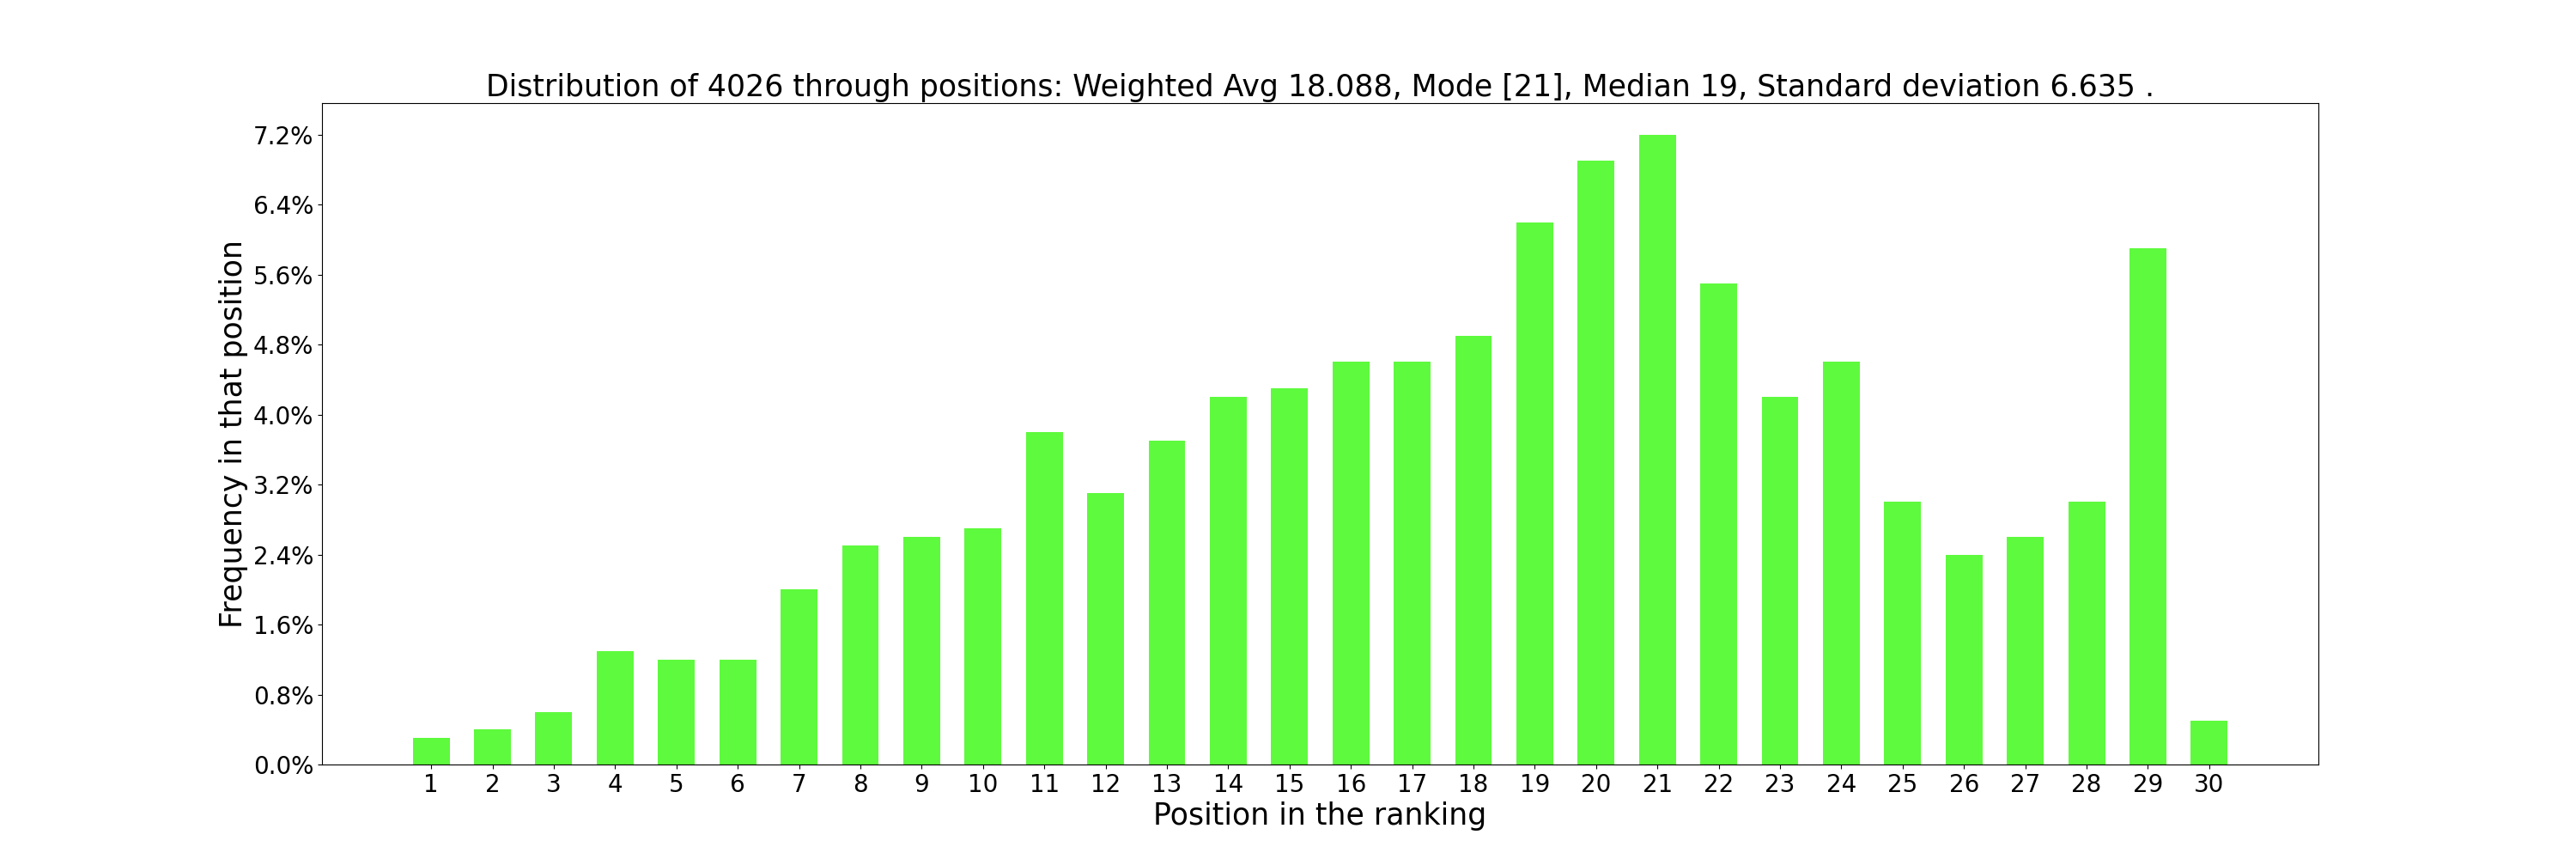 Distribution of 4026 through positions: Weighted Avg 18.088, Mode [21], Median 19, Standard deviation 6.635 .
Frequency in that position
7.2%
6.4%
5.6%
4.8%
4.0%
3.2%
2.4%
1.6%
0.8%
0.0%
1 2 3 4 5 6 7 8 9 10 11 12 13 14 15 16 17 18 19 20 21 22 23 24 25 26 27 28 29 30
Position in the ranking